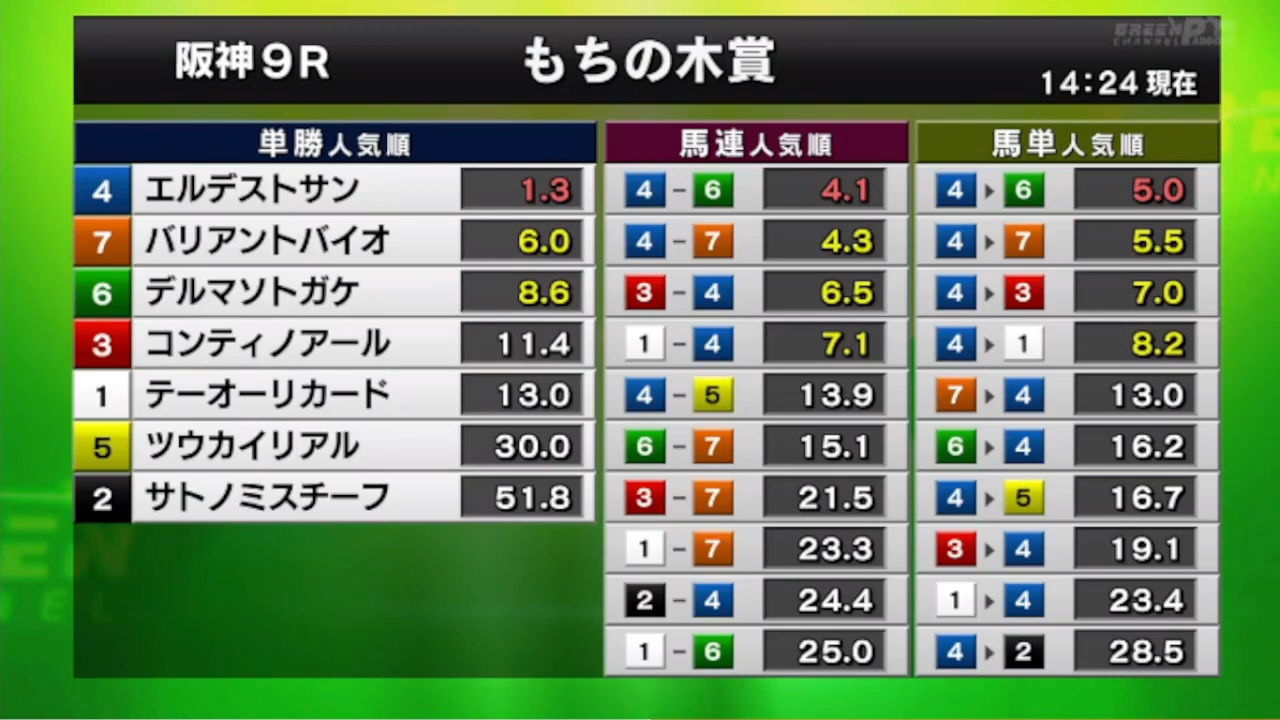 GREEN CHANNEL
阪神9R もちの木賞 14:24現在
単勝人気順 馬連人気順 馬単人気順
4 エルデストサン 1.3 4-6 4.1 4▸6 5.0
7 バリアントバイオ 6.0 4-7 4.3 4▸7 5.5
6 デルマソトガケ 8.6 3-4 6.5 4▸3 7.0
3 コンティノアール 11.4 1-4 7.1 4▸1 8.2
1 テーオーリカード 13.0 4-5 13.9 7▸4 13.0
5 ツウカイリアル 30.0 6-7 15.1 6▸4 16.2
2 サトノミスチーフ 51.8 3-7 21.5 4▸5 16.7
1-7 23.3 3▸4 19.1
2-4 24.4 1▸4 23.4
1-6 25.0 4▸2 28.5